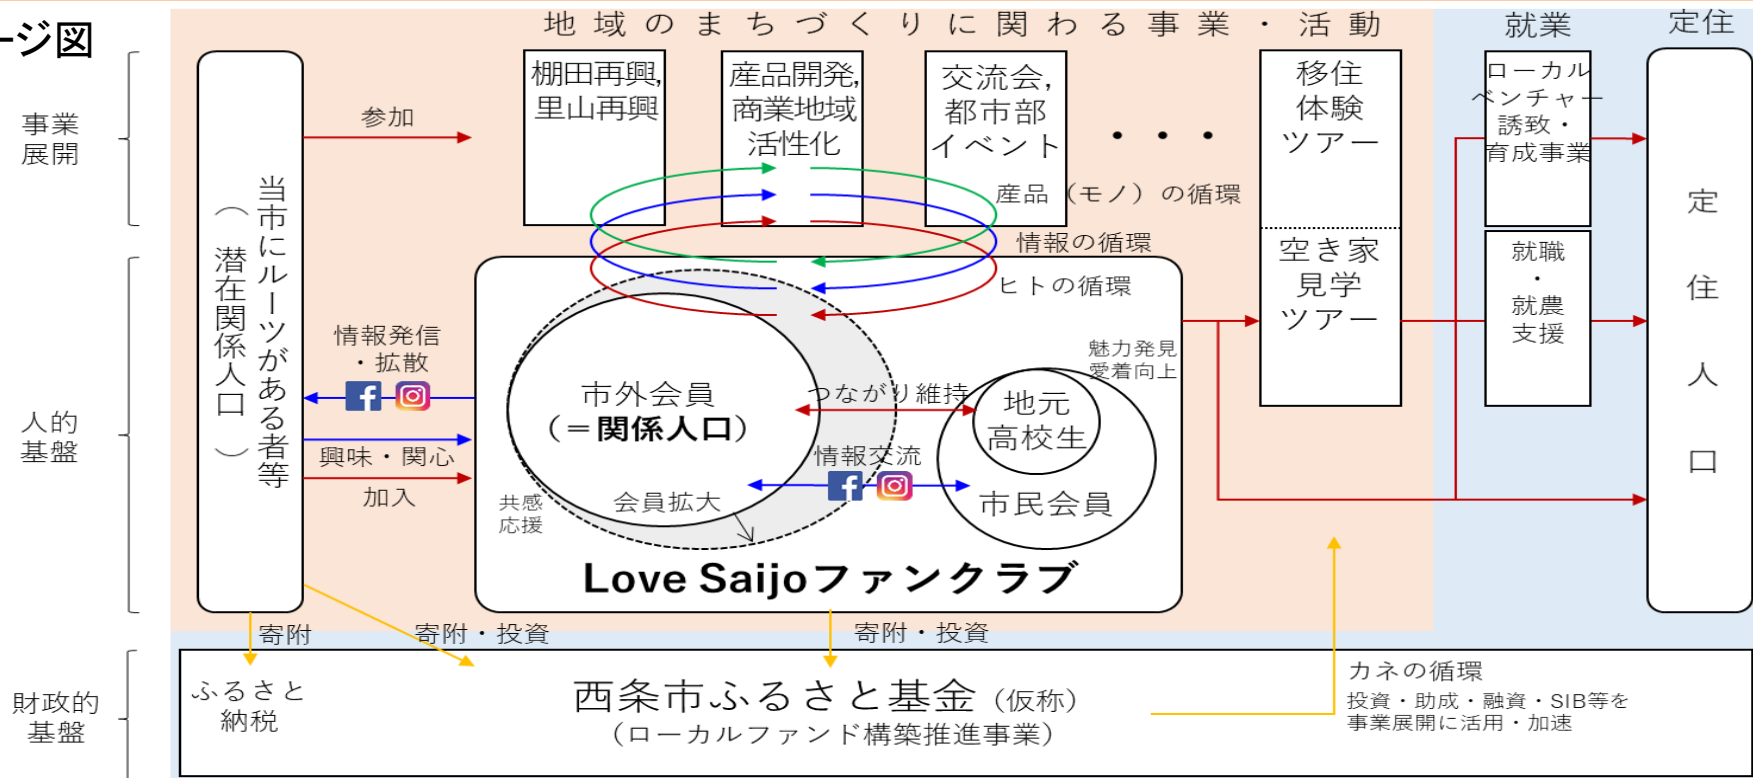 ージ図
地域のまちづくりに関わる事業・活動
就業
定住
事業
展開
人的
基盤
財政的
基盤
当市にルーツがある者等
（潜在関係人口）
参加
棚田再興,
里山再興
産品開発,
商業地域
活性化
交流会,
都市部
イベント
・・・
移住
体験
ツアー
空き家
見学
ツアー
ローカル
ベンチャー
誘致・
育成事業
就職
・
就農
支援
定住人口
産品（モノ）の循環
情報の循環
ヒトの循環
情報発信
・拡散
興味・関心
加入
市外会員
（＝関係人口）
つながり維持
魅力発見
愛着向上
地元
高校生
情報交流
市民会員
共感
応援
会員拡大
Love Saijoファンクラブ
寄附
寄附・投資
寄附・投資
ふるさと
納税
西条市ふるさと基金（仮称）
（ローカルファンド構築推進事業）
カネの循環
投資・助成・融資・SIB等を
事業展開に活用・加速